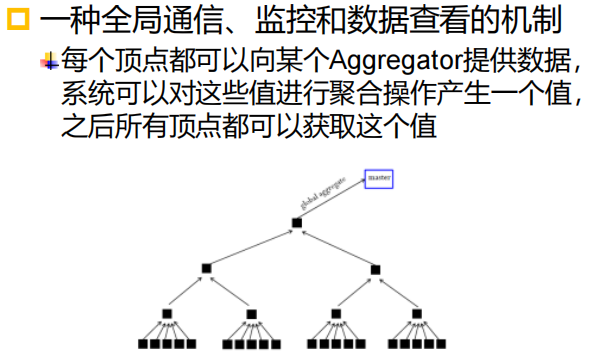 一种全局通信、监控和数据查看的机制
每个顶点都可以向某个Aggregator提供数据，
系统可以对这些值进行聚合操作产生一个值，
之后所有顶点都可以获取这个值
master
global aggregate